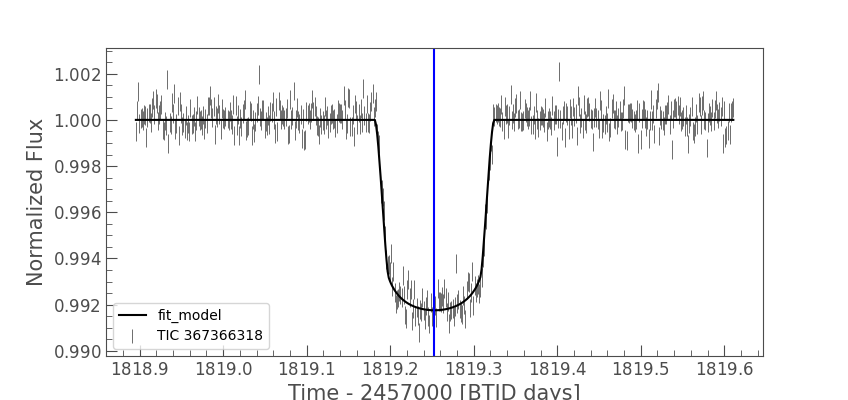 Normalized Flux
1.002
1.000
0.998
0.996
0.994
0.992
0.990
fit_model
TIC 367366318
1818.9 1819.0 1819.1 1819.2 1819.3 1819.4 1819.5 1819.6
Time - 2457000 [BTJD days]